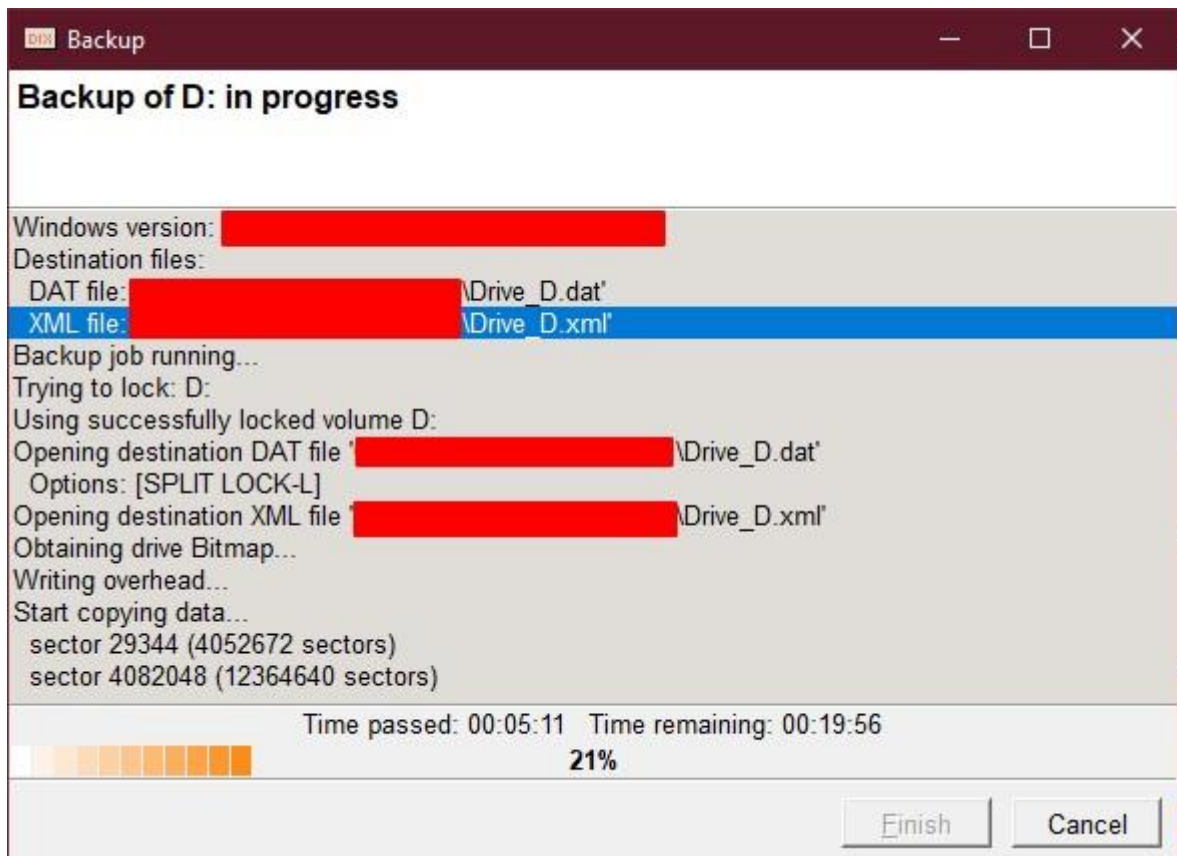 DIX Backup
Backup of D: in progress
Windows version:
Destination files:
DAT file: \Drive_D.dat'
XML file: \Drive_D.xml'
Backup job running...
Trying to lock: D:
Using successfully locked volume D:
Opening destination DAT file ' \Drive_D.dat'
Options: [SPLIT LOCK-L]
Opening destination XML file ' \Drive_D.xml'
Obtaining drive Bitmap...
Writing overhead...
Start copying data...
sector 29344 (4052672 sectors)
sector 4082048 (12364640 sectors)
Time passed: 00:05:11 Time remaining: 00:19:56
21%
Finish Cancel